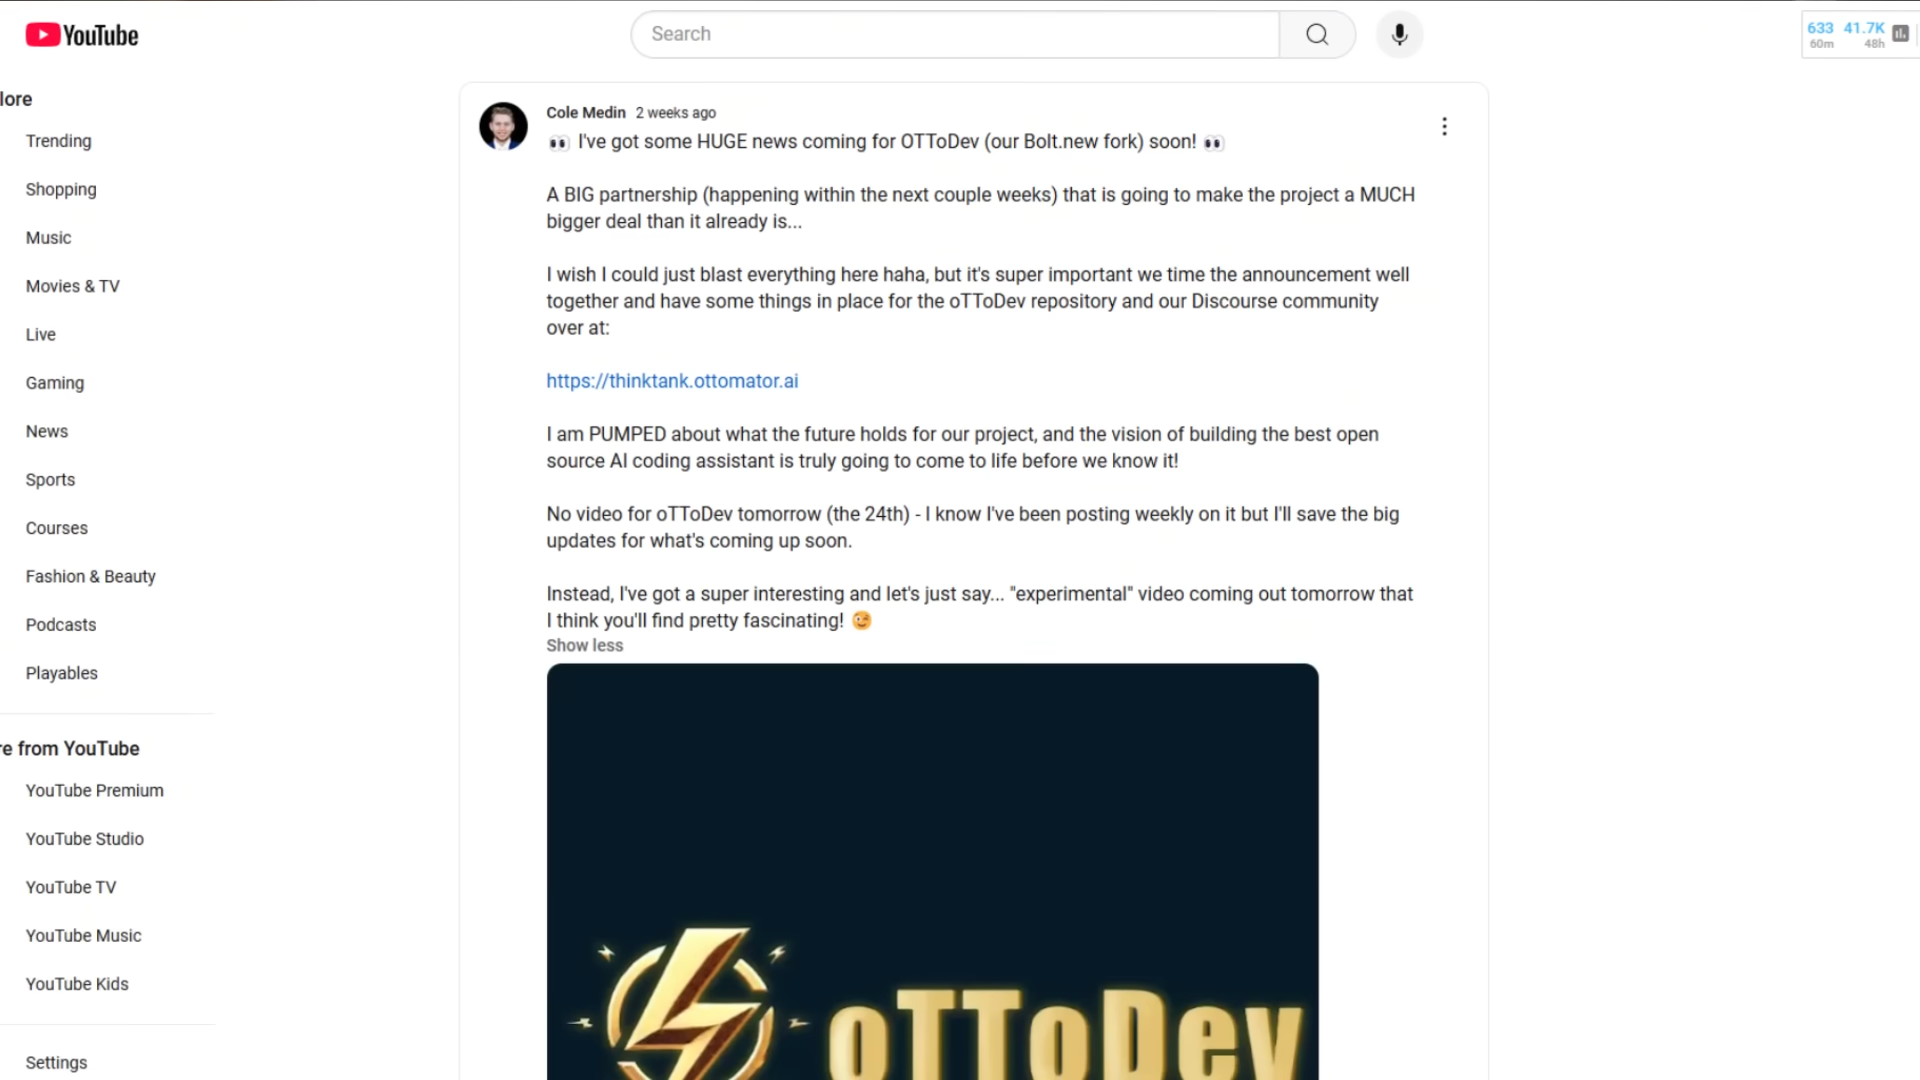 YouTube
Search
633 41.7K
60m 48h
lore
Trending
Shopping
Music
Movies & TV
Live
Gaming
News
Sports
Courses
Fashion & Beauty
Podcasts
Playables
re from YouTube
YouTube Premium
YouTube Studio
YouTube TV
YouTube Music
YouTube Kids
Settings
Cole Medin 2 weeks ago
👀 I've got some HUGE news coming for OTToDev (our Bolt.new fork) soon! 👀
A BIG partnership (happening within the next couple weeks) that is going to make the project a MUCH
bigger deal than it already is...
I wish I could just blast everything here haha, but it's super important we time the announcement well
together and have some things in place for the oTToDev repository and our Discourse community
over at:
https://thinktank.ottomator.ai
I am PUMPED about what the future holds for our project, and the vision of building the best open
source AI coding assistant is truly going to come to life before we know it!
No video for oTToDev tomorrow (the 24th) - I know I've been posting weekly on it but I'll save the big
updates for what's coming up soon.
Instead, I've got a super interesting and let's just say... "experimental" video coming out tomorrow that
I think you'll find pretty fascinating! 😉
Show less
oTToDev